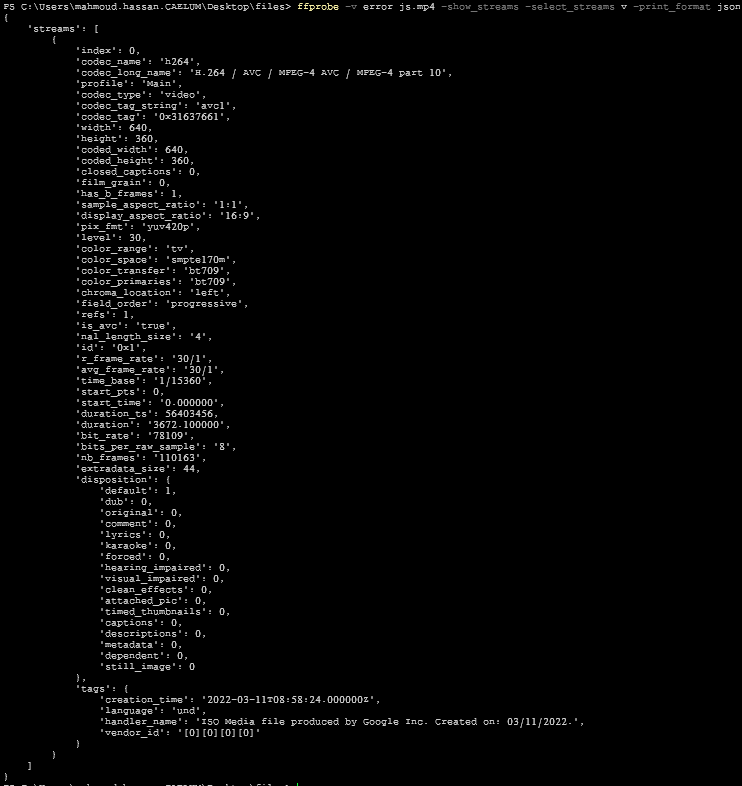 PS C:\Users\mahmoud.hassan.CAELUM\Desktop\files> ffprobe -v error js.mp4 -show_streams -select_streams v -print_format json
{
    "streams": [
        {
            "index": 0,
            "codec_name": "h264",
            "codec_long_name": "H.264 / AVC / MPEG-4 AVC / MPEG-4 part 10",
            "profile": "Main",
            "codec_type": "video",
            "codec_tag_string": "avc1",
            "codec_tag": "0x31637661",
            "width": 640,
            "height": 360,
            "coded_width": 640,
            "coded_height": 360,
            "closed_captions": 0,
            "film_grain": 0,
            "has_b_frames": 1,
            "sample_aspect_ratio": "1:1",
            "display_aspect_ratio": "16:9",
            "pix_fmt": "yuv420p",
            "level": 30,
            "color_range": "tv",
            "color_space": "smpte170m",
            "color_transfer": "bt709",
            "color_primaries": "bt709",
            "chroma_location": "left",
            "field_order": "progressive",
            "refs": 1,
            "is_avc": "true",
            "nal_length_size": "4",
            "id": "0x1",
            "r_frame_rate": "30/1",
            "avg_frame_rate": "30/1",
            "time_base": "1/15360",
            "start_pts": 0,
            "start_time": "0.000000",
            "duration_ts": 56403456,
            "duration": "3672.100000",
            "bit_rate": "78109",
            "bits_per_raw_sample": "8",
            "nb_frames": "110163",
            "extradata_size": 44,
            "disposition": {
                "default": 1,
                "dub": 0,
                "original": 0,
                "comment": 0,
                "lyrics": 0,
                "karaoke": 0,
                "forced": 0,
                "hearing_impaired": 0,
                "visual_impaired": 0,
                "clean_effects": 0,
                "attached_pic": 0,
                "timed_thumbnails": 0,
                "captions": 0,
                "descriptions": 0,
                "metadata": 0,
                "dependent": 0,
                "still_image": 0
            },
            "tags": {
                "creation_time": "2022-03-11T08:58:24.000000Z",
                "language": "und",
                "handler_name": "ISO Media file produced by Google Inc. Created on: 03/11/2022.",
                "vendor_id": "[0][0][0][0]"
            }
        }
    ]
}